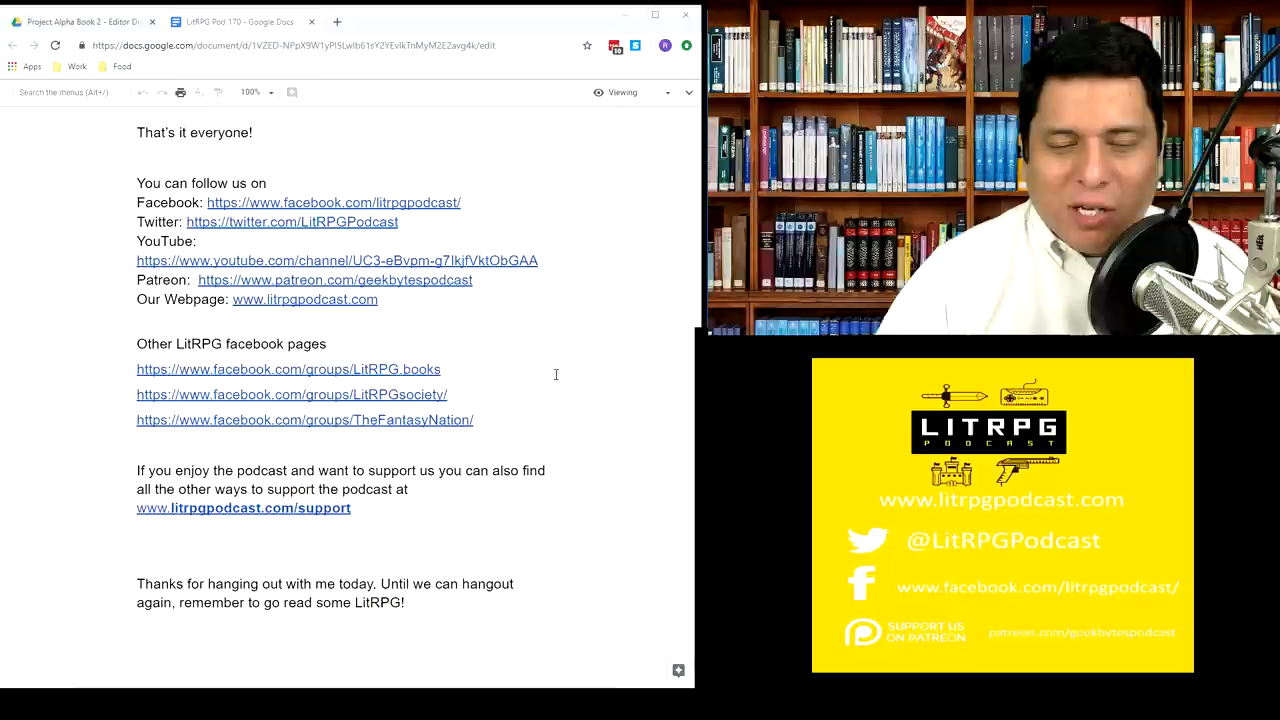 Project Alpha Book 2 - Editor D
LitRPG Pod 170 - Google Docs
https://docs.google.com/document/d/1VZED-NPpX9W1yPl5Lwlb61sY2YEvlkTnMyM2E2avg4k/edit
Apps
Work
Food
Search the menus (Alt+/)
100%
Viewing
That's it everyone!
You can follow us on
Facebook: https://www.facebook.com/litrpgpodcast/
Twitter: https://twitter.com/LitRPGPodcast
YouTube:
https://www.youtube.com/channel/UC3-eBvpm-g7IkjfVktObGAA
Patreon: https://www.patreon.com/geekbytespodcast
Our Webpage: www.litrpgpodcast.com
Other LitRPG facebook pages
https://www.facebook.com/groups/LitRPG.books
https://www.facebook.com/groups/LitRPGsociety/
https://www.facebook.com/groups/TheFantasyNation/
If you enjoy the podcast and want to support us you can also find
all the other ways to support the podcast at
www.litrpgpodcast.com/support
Thanks for hanging out with me today. Until we can hangout
again, remember to go read some LitRPG!
LITRPG
PODCAST
www.litrpgpodcast.com
@LitRPGPodcast
www.facebook.com/litrpgpodcast/
SUPPORT US
ON PATREON
patreon.com/geekbytespodcast